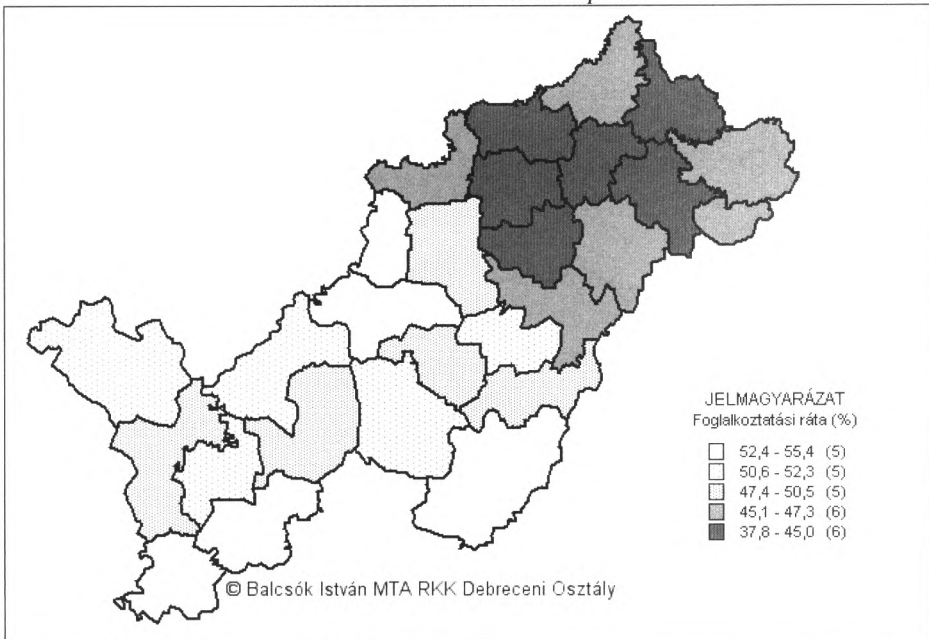 JELMAGYARÁZAT
Foglalkoztatási ráta (%)
52,4 - 55,4 (5)
50,6 - 52,3 (5)
47,4 - 50,5 (5)
45,1 - 47,3 (6)
37,8 - 45,0 (6)
© Balcsók István MTA RKK Debreceni Osztály